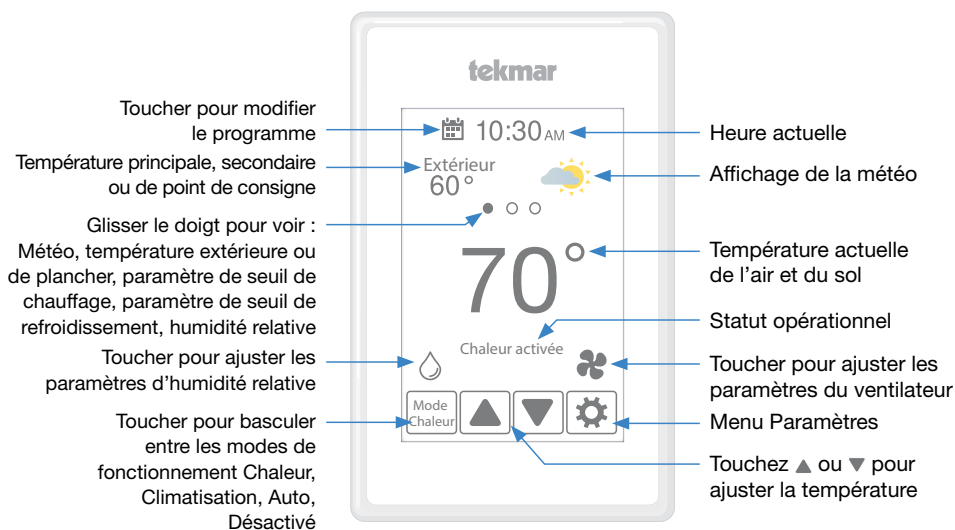 tekmar
Toucher pour modifier
le programme
10:30 AM
Heure actuelle
Température principale, secondaire
ou de point de consigne
Extérieur
60°
Affichage de la météo
Glisser le doigt pour voir :
Météo, température extérieure ou
de plancher, paramètre de seuil de
chauffage, paramètre de seuil de
refroidissement, humidité relative
70°
Température actuelle
de l'air et du sol
Chaleur activée
Statut opérationnel
Toucher pour ajuster les
paramètres d'humidité relative
Toucher pour ajuster les
paramètres du ventilateur
Mode
Chaleur
Menu Paramètres
Toucher pour basculer
entre les modes de
fonctionnement Chaleur,
Climatisation, Auto,
Désactivé
Touchez ▲ ou ▼ pour
ajuster la température